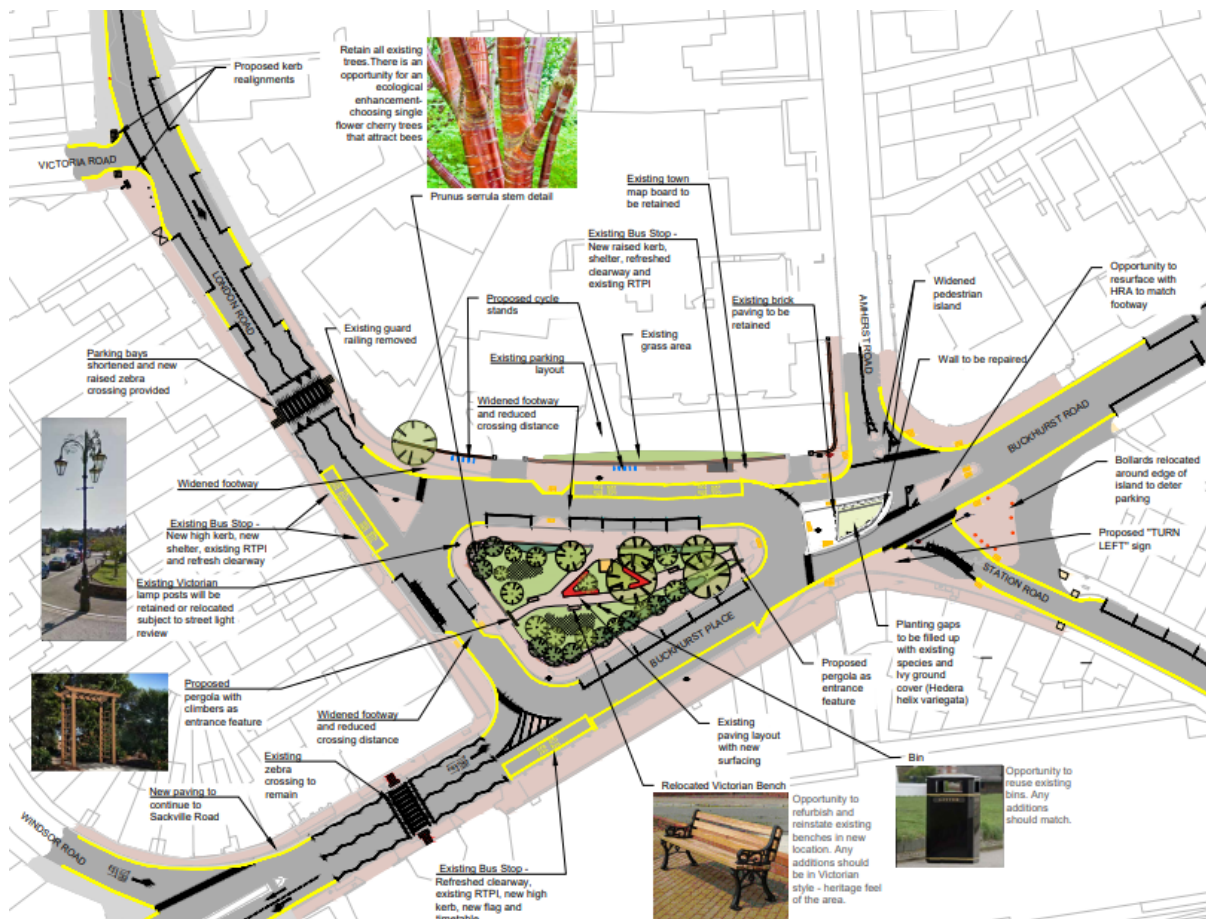 Retain all existing
trees.There is an
opportunity for an
ecological
enhancement-
choosing single
flower cherry trees
that attract bees
Proposed kerb
realignments
VICTORIA ROAD
Prunus serrula stem detail
Existing town
map board to
be retained
Existing Bus Stop -
New raised kerb,
shelter, refreshed
clearway and
existing RTPI
Widened
pedestrian
island
Opportunity to
resurface with
HRA to match
footway
LONDON ROAD
Proposed cycle
stands
Existing brick
paving to be
retained
AMHERST ROAD
Existing guard
railing removed
Existing
grass area
Parking bays
shortened and new
raised zebra
crossing provided
Existing parking
layout
Wall to be repaired
Widened footway
and reduced
crossing distance
BUCKHURST ROAD
Widened footway
Bollards relocated
around edge of
island to deter
parking
Existing Bus Stop -
New high kerb, new
shelter, existing RTPI
and refresh clearway
Proposed "TURN
LEFT" sign
STATION ROAD
Existing Victorian
lamp posts will be
retained or relocated
subject to street light
review
BUCKHURST PLACE
Proposed
pergola with
climbers as
entrance feature
Widened footway
and reduced
crossing distance
Proposed
pergola as
entrance
feature
Planting gaps
to be filled up
with existing
species and
Ivy ground
cover (Hedera
helix variegata)
Existing
paving layout
with new
surfacing
Existing
zebra
crossing to
remain
Bin
Relocated Victorian Bench
New paving to
continue to
Sackville Road
WINDSOR ROAD
Opportunity to
reuse existing
bins. Any
additions
should match.
Opportunity to
refurbish and
reinstate existing
benches in new
location. Any
additions should
be in Victorian
style - heritage feel
of the area.
Existing Bus Stop -
Refreshed clearway,
existing RTPI, new high
kerb, new flag and
timetable